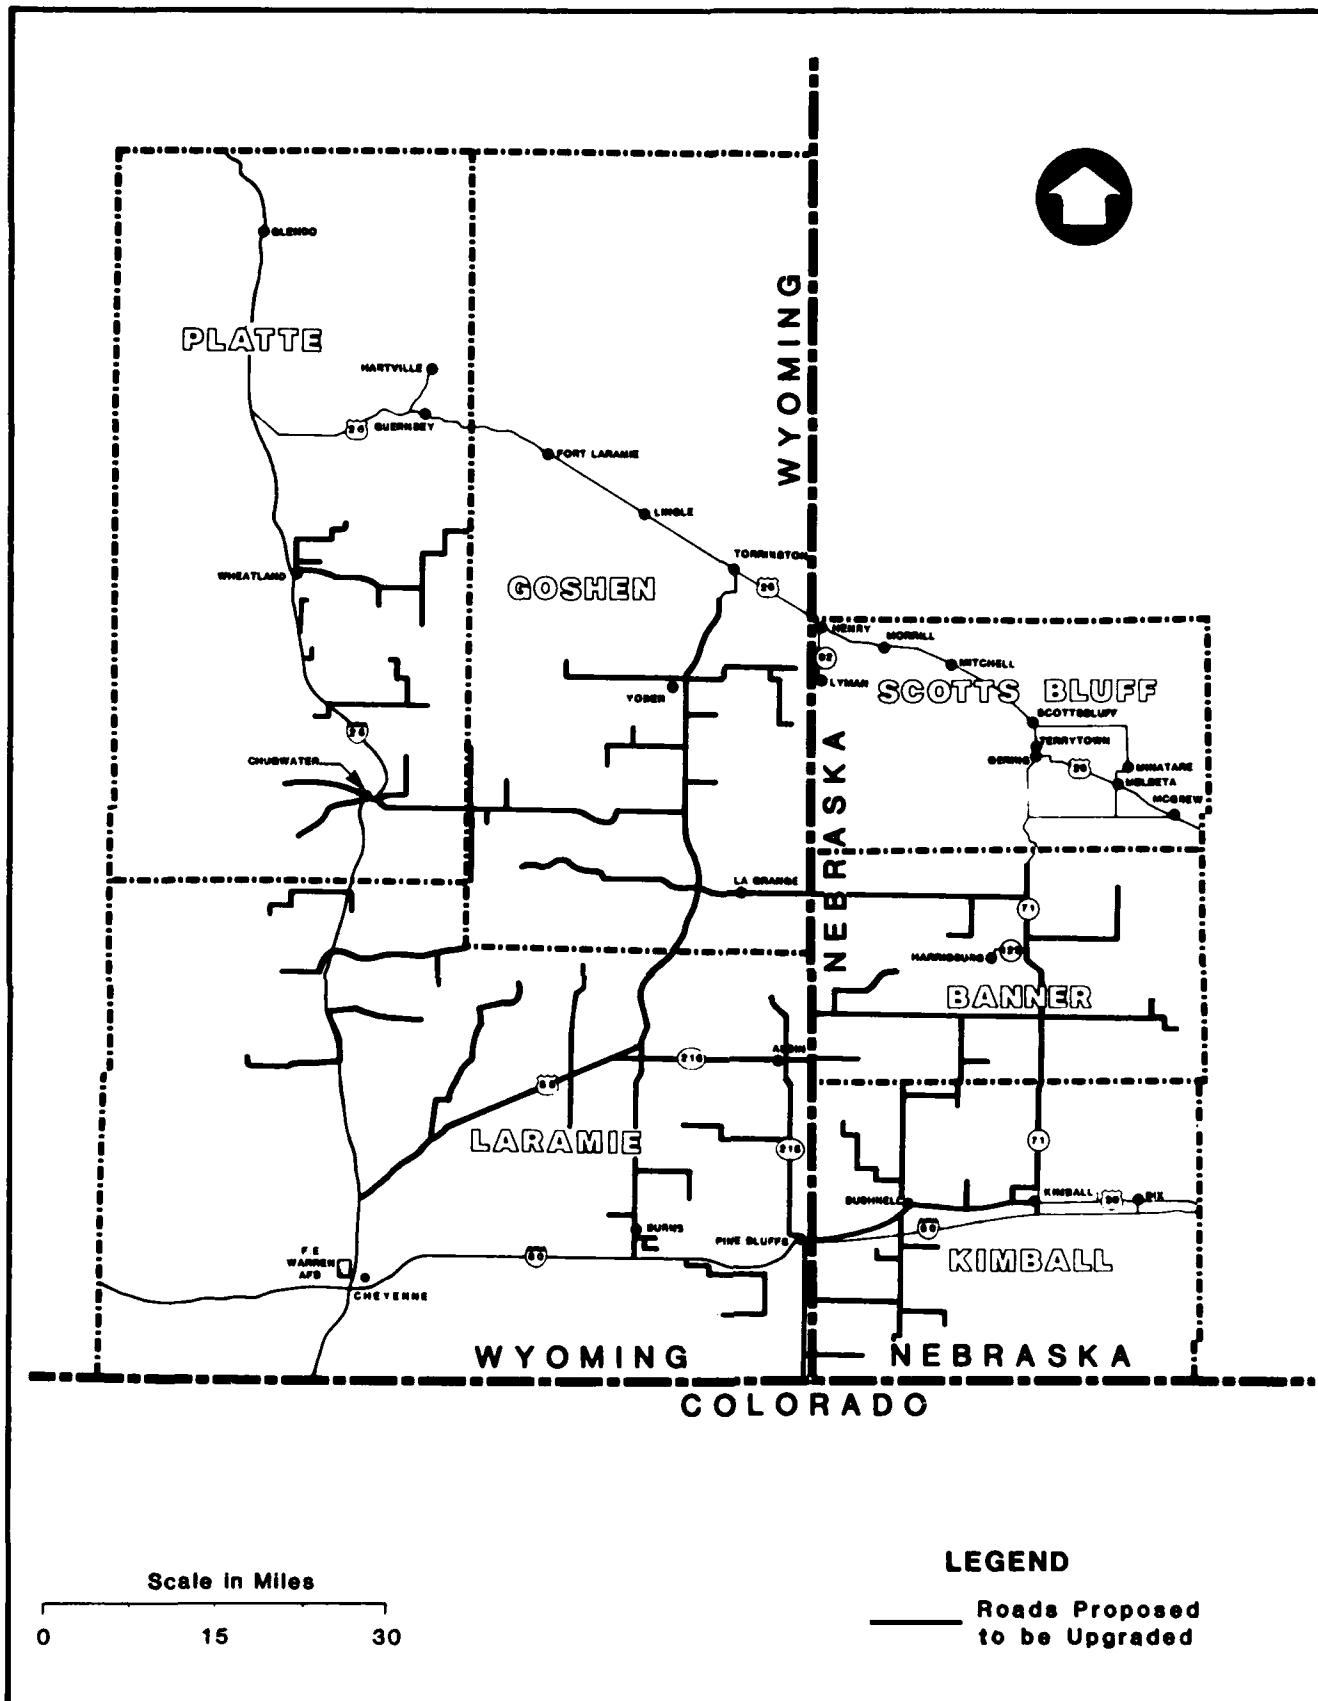 GLENDO
WYOMING
PLATTE
HARTVILLE
26
GUERNSEY
FORT LARAMIE
LINGLE
TORRINGTON
WHEATLAND
GOSHEN
26
HENRY
MORRILL
92
MITCHELL
LYMAN
YODER
SCOTTS BLUFF
SCOTTSBLUFF
TERRYTOWN
GERING
26
MINATARE
MELBETA
MCGREW
CHUGWATER
NEBRASKA
LA GRANGE
71
HARRISBURG
BANNER
ALBIN
216
85
LARAMIE
215
71
BUSHNELL
KIMBALL
30
DIX
BURNS
PINE BLUFFS
80
KIMBALL
F.E
WARREN
AFB
80
CHEYENNE
WYOMING
NEBRASKA
COLORADO
LEGEND
Roads Proposed
to be Upgraded
Scale in Miles
0 15 30